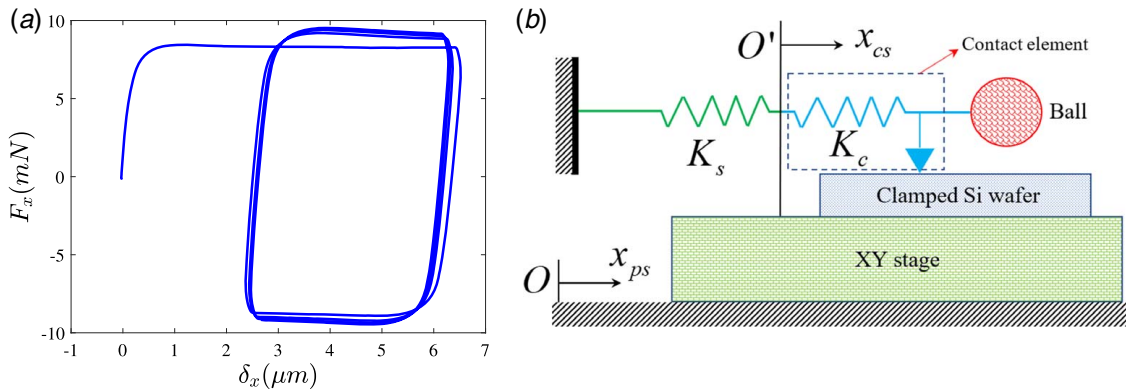 (a)
10
5
0
-5
-10
F_x(mN)
-1 0 1 2 3 4 5 6 7
δ_x(μm)
(b)
O' x_cs
Contact element
Ball
K_s K_c
Clamped Si wafer
XY stage
O x_ps